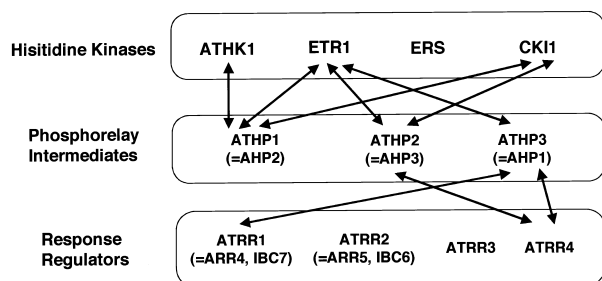 Hisitidine Kinases
ATHK1 ETR1 ERS CKI1
Phosphorelay
Intermediates
ATHP1 ATHP2 ATHP3
(=AHP2) (=AHP3) (=AHP1)
Response
Regulators
ATRR1 ATRR2 ATRR3 ATRR4
(=ARR4, IBC7) (=ARR5, IBC6)